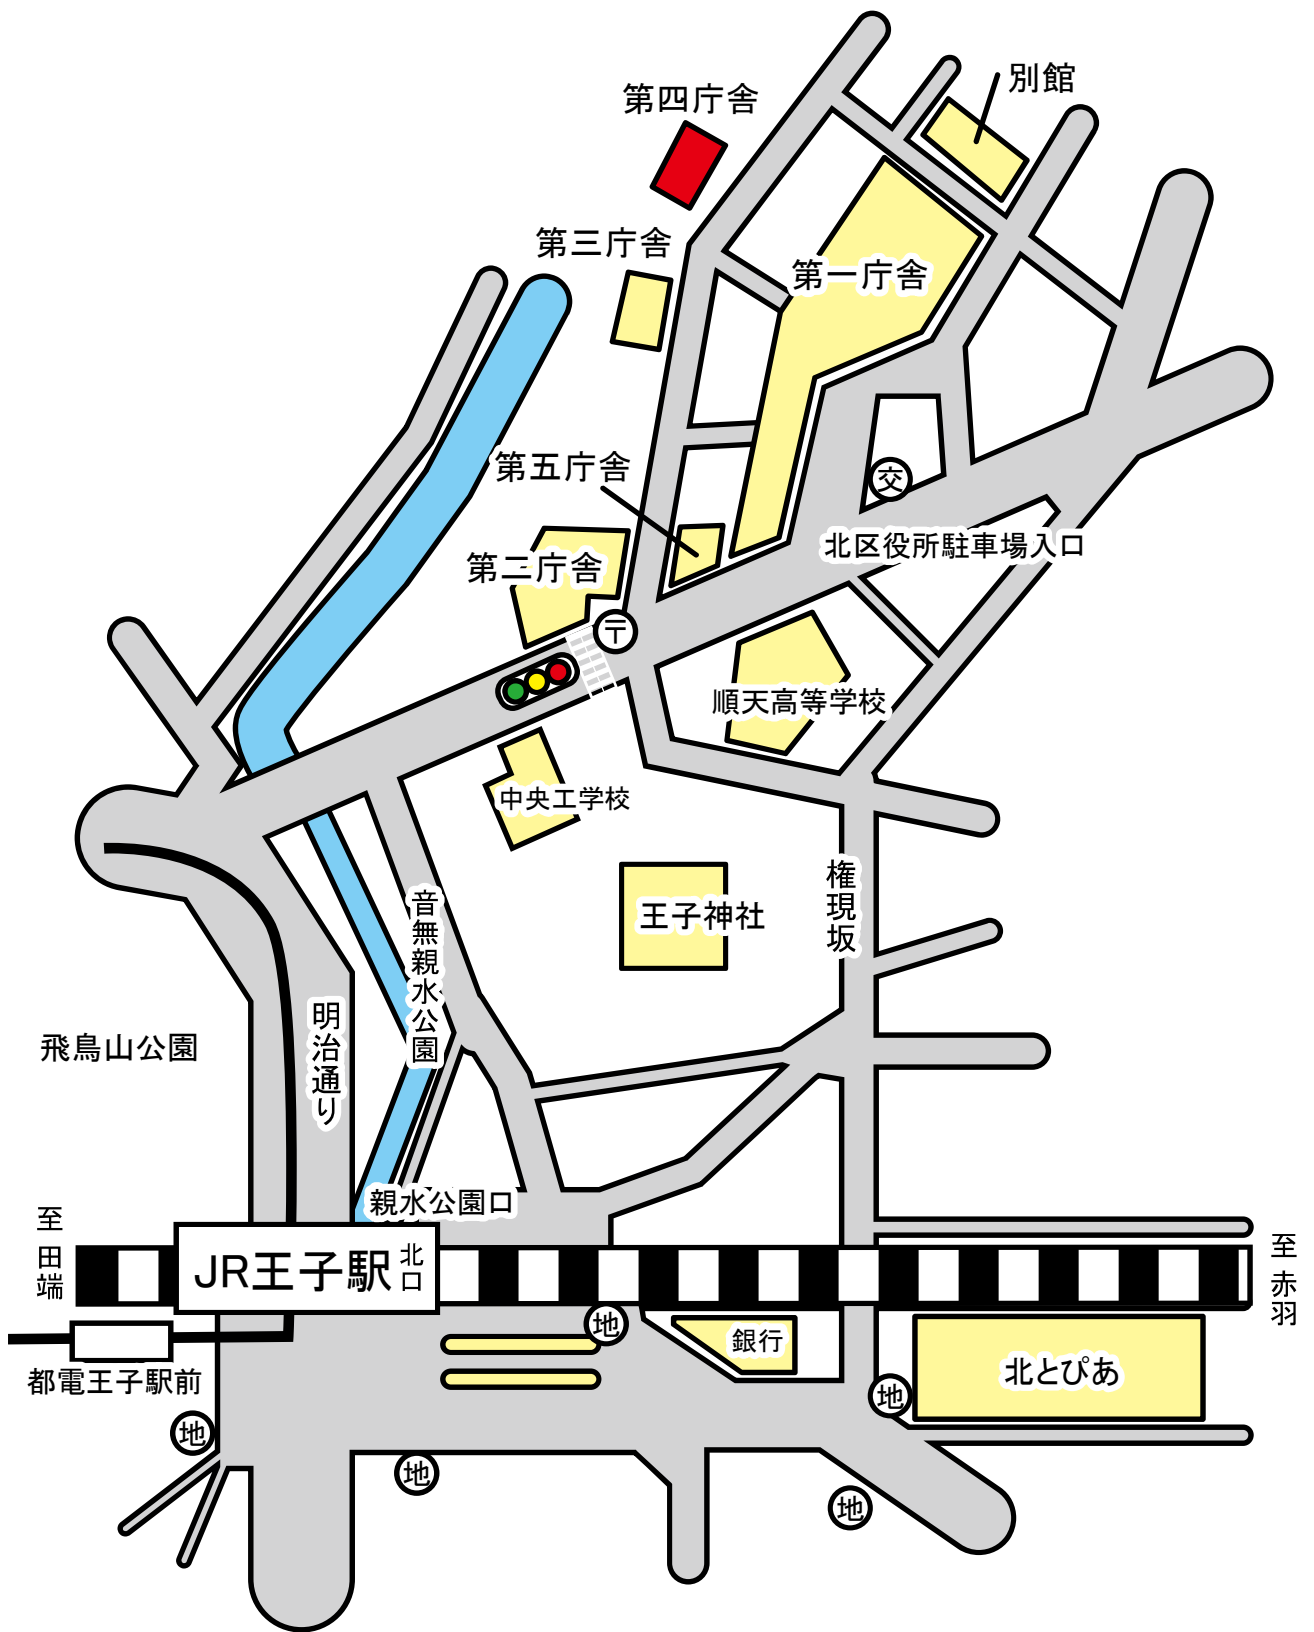 別館
第四庁舎
第三庁舎
第一庁舎
第五庁舎
交
北区役所駐車場入口
第二庁舎
〒
順天高等学校
中央工学校
権現坂
音無親水公園
王子神社
明治通り
飛鳥山公園
親水公園口
至田端
JR王子駅
北口
至赤羽
地
銀行
都電王子駅前
北とぴあ
地
地
地
地